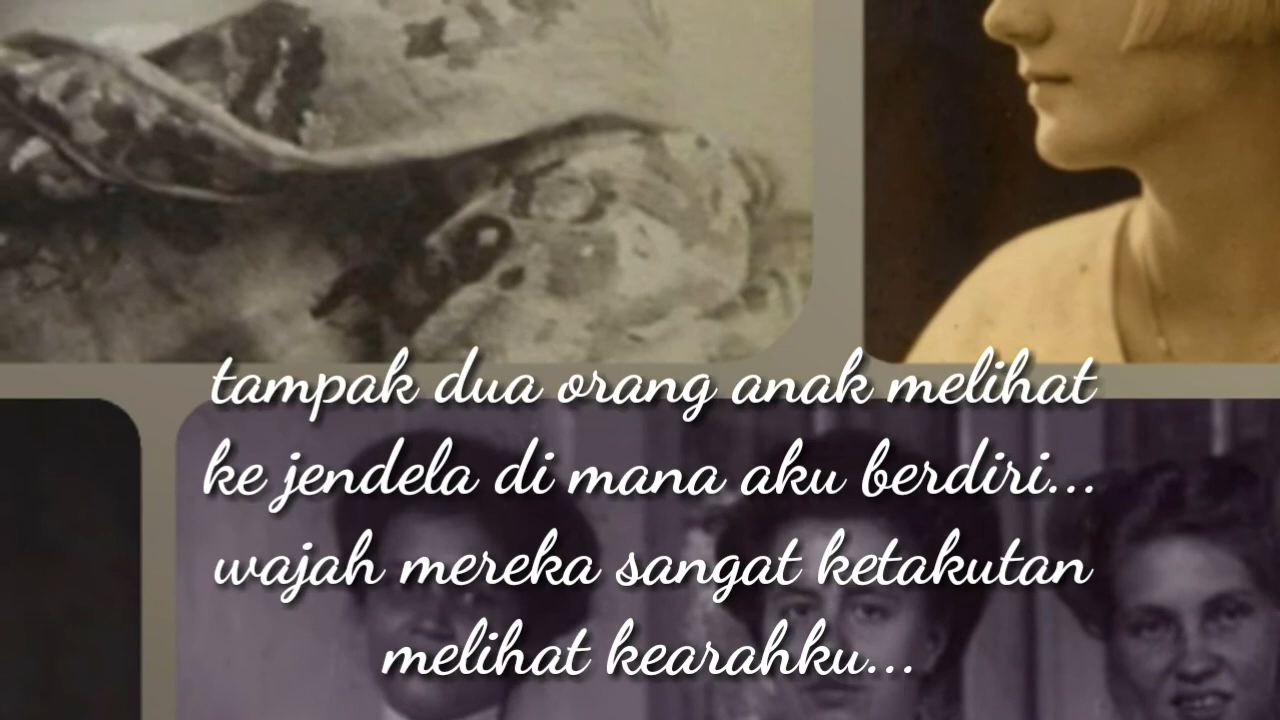 tampak dua orang anak melihat
ke jendela di mana aku berdiri...
wajah mereka sangat ketakutan
melihat kearahku...